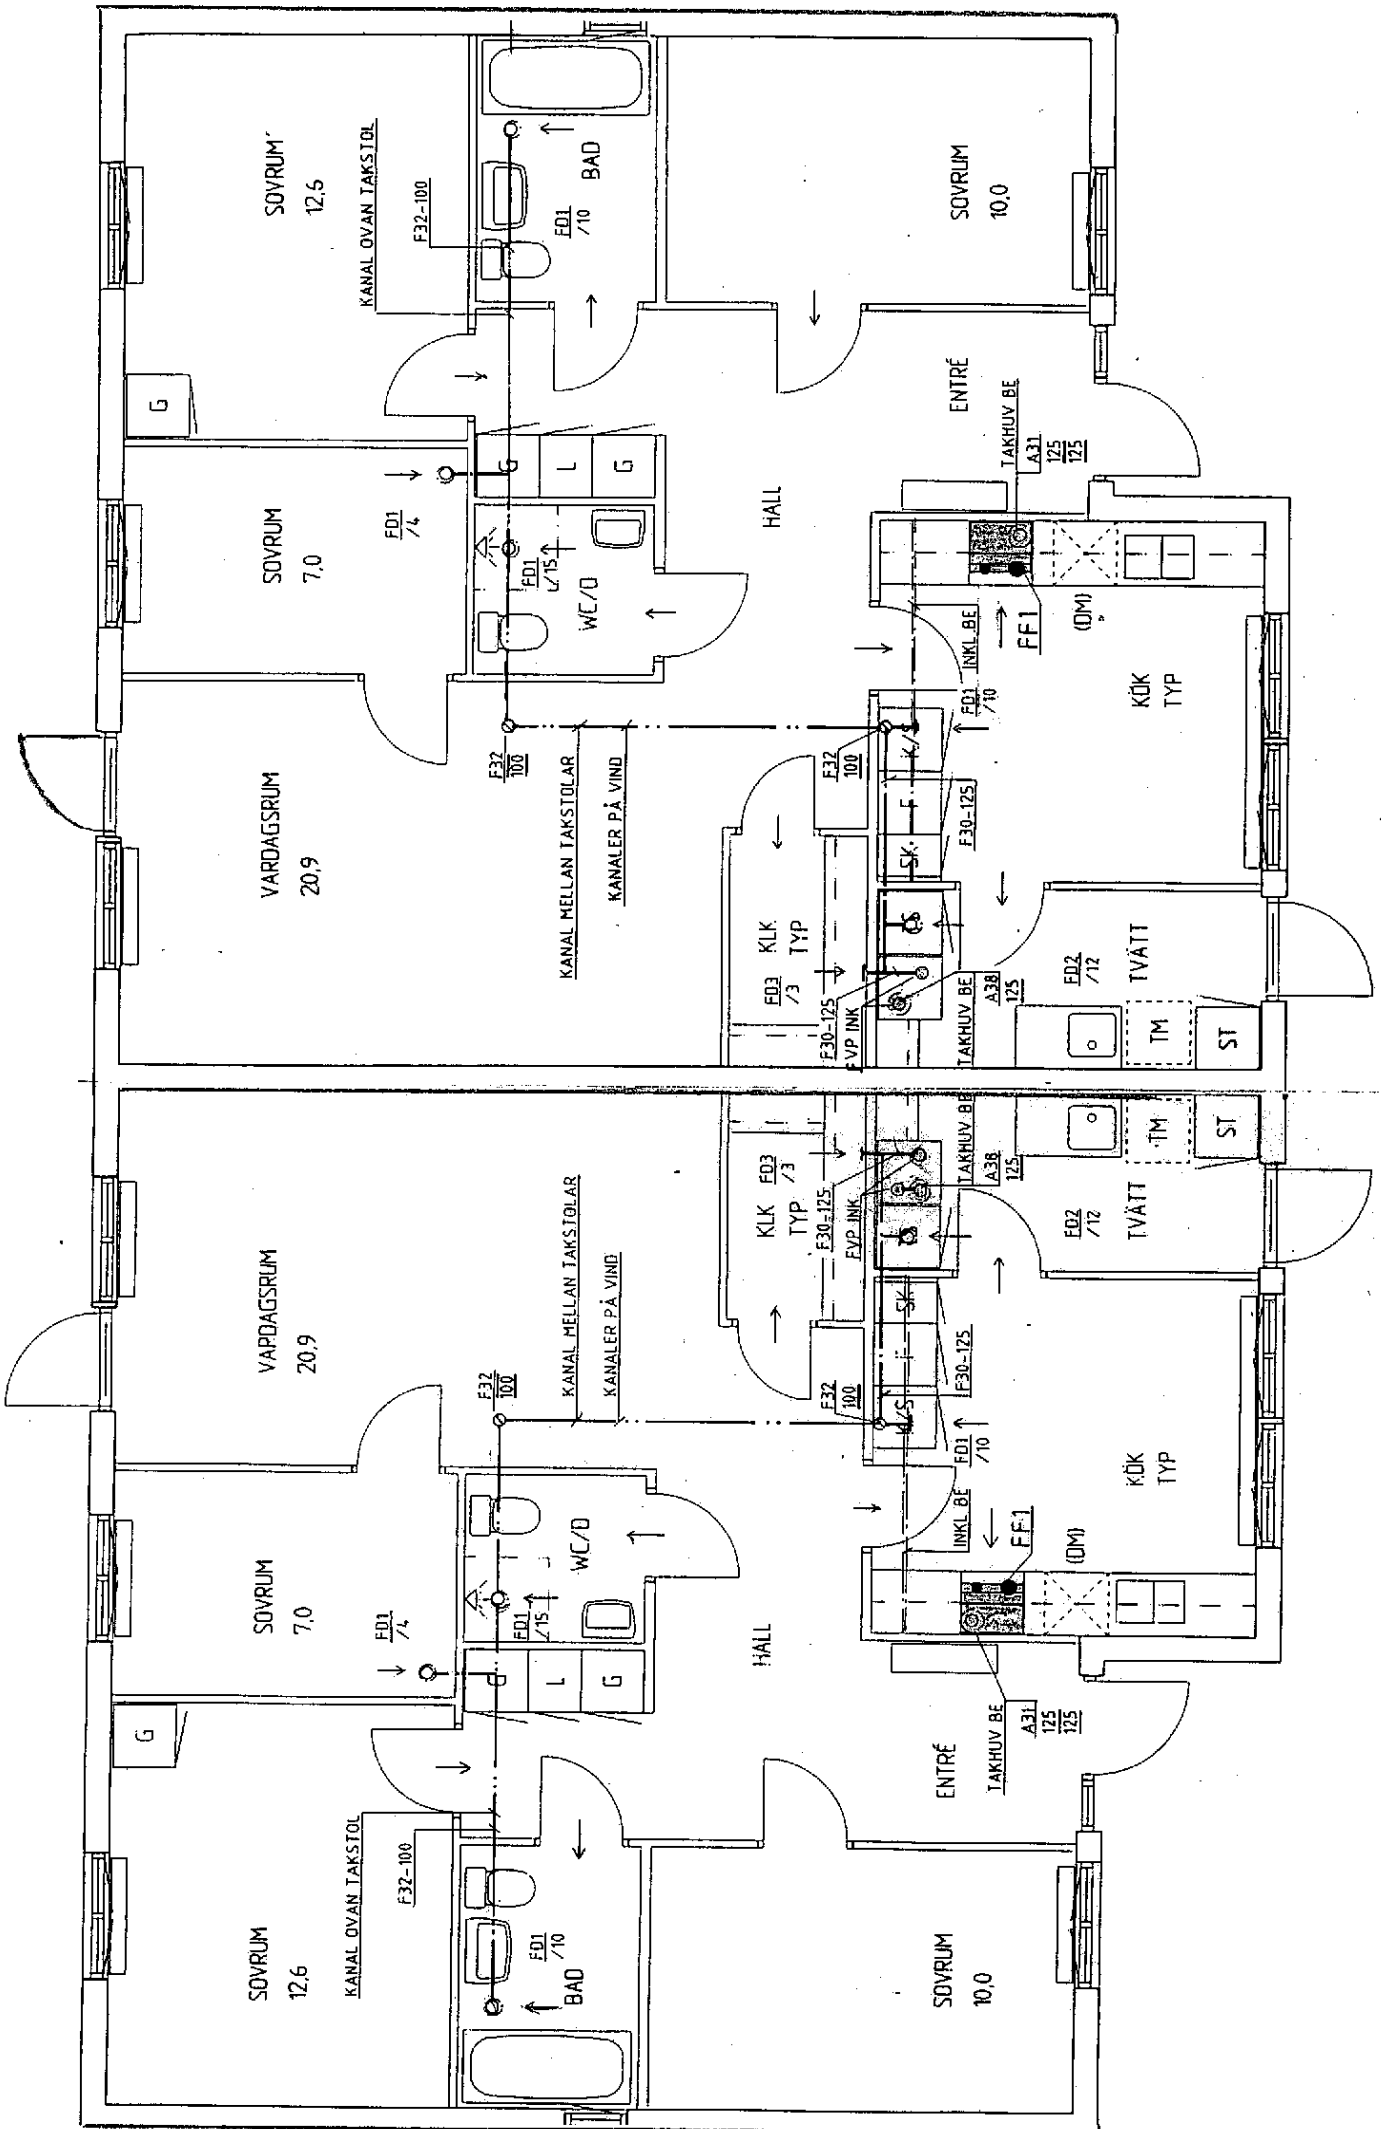 SOVRUM
12,6
KANAL OVAN TAKSTOL
F32-100
FD1
/10
BAD
SOVRUM
10,0
G
SOVRUM
7,0
FD1
/4
G
L
G
FD1
/15
WC/D
HALL
ENTRÉ
TAKHUV BE
A31
125
125
VARDAGSRUM
20,9
F32
100
KANAL MELLAN TAKSTOLAR
KANALER PÅ VIND
F32
100
K/S
F
SK
F30-125
FD1
/10
INKL BE
FF1
(DM)
KÖK
TYP
KLK
TYP
FD3
/3
F30-125
FVP INK
TAKHUV BE
A38
125
FD2
/12
TVÄTT
TM
ST
VARDAGSRUM
20,9
F32
100
KANAL MELLAN TAKSTOLAR
KANALER PÅ VIND
KLK
TYP
FD3
/3
F30-125
FVP INK
TAKHUV BE
A38
125
FD2
/12
TVÄTT
TM
ST
F32
100
K/S
F
SK
F30-125
FD1
/10
INKL BE
FF1
(DM)
KÖK
TYP
SOVRUM
7,0
FD1
/4
G
L
G
FD1
/15
WC/D
HALL
ENTRÉ
TAKHUV BE
A31
125
125
G
SOVRUM
12,6
KANAL OVAN TAKSTOL
F32-100
FD1
/10
BAD
SOVRUM
10,0